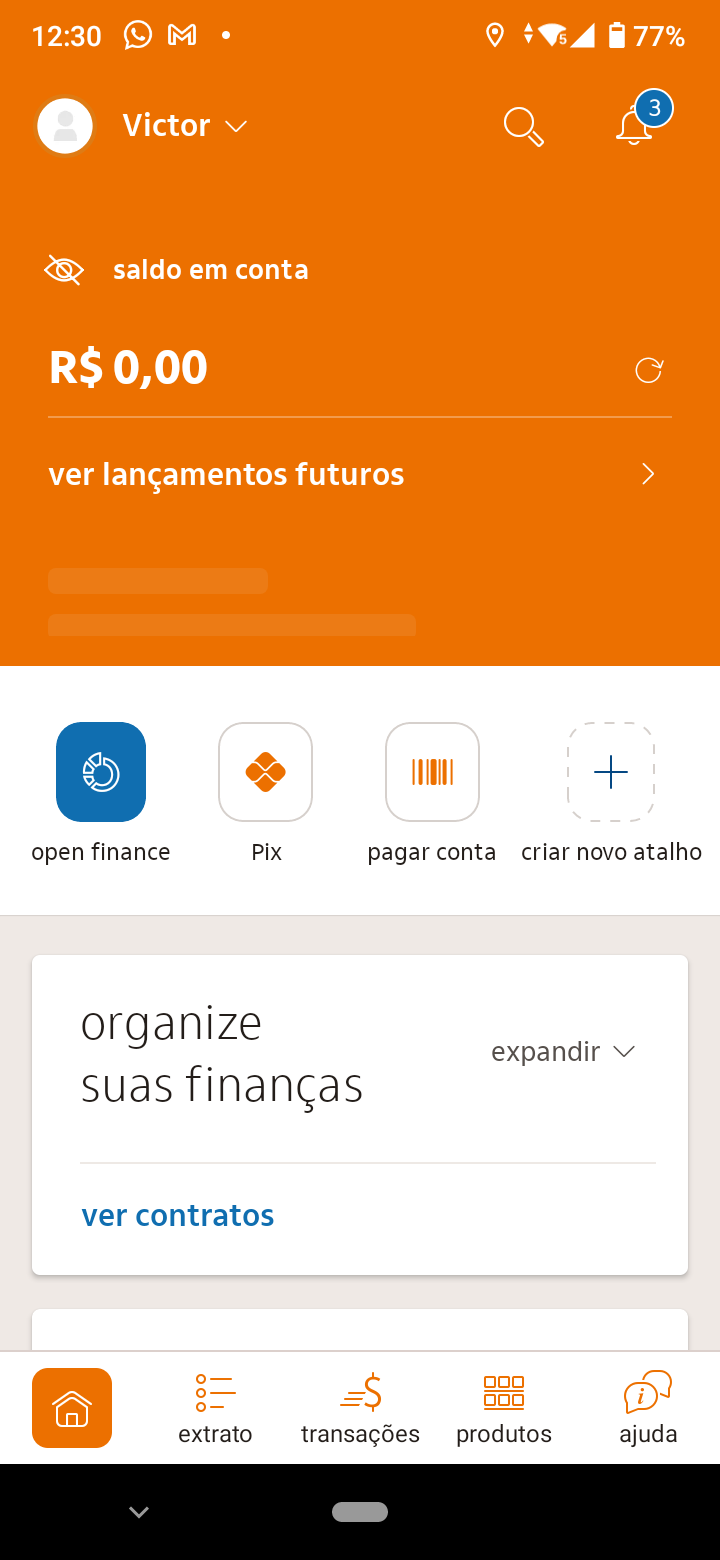 12:30
5
77%
Victor
3
saldo em conta
R$ 0,00
ver lançamentos futuros
open finance
Pix
pagar conta
criar novo atalho
organize
suas finanças
expandir
ver contratos
extrato
transações
produtos
ajuda